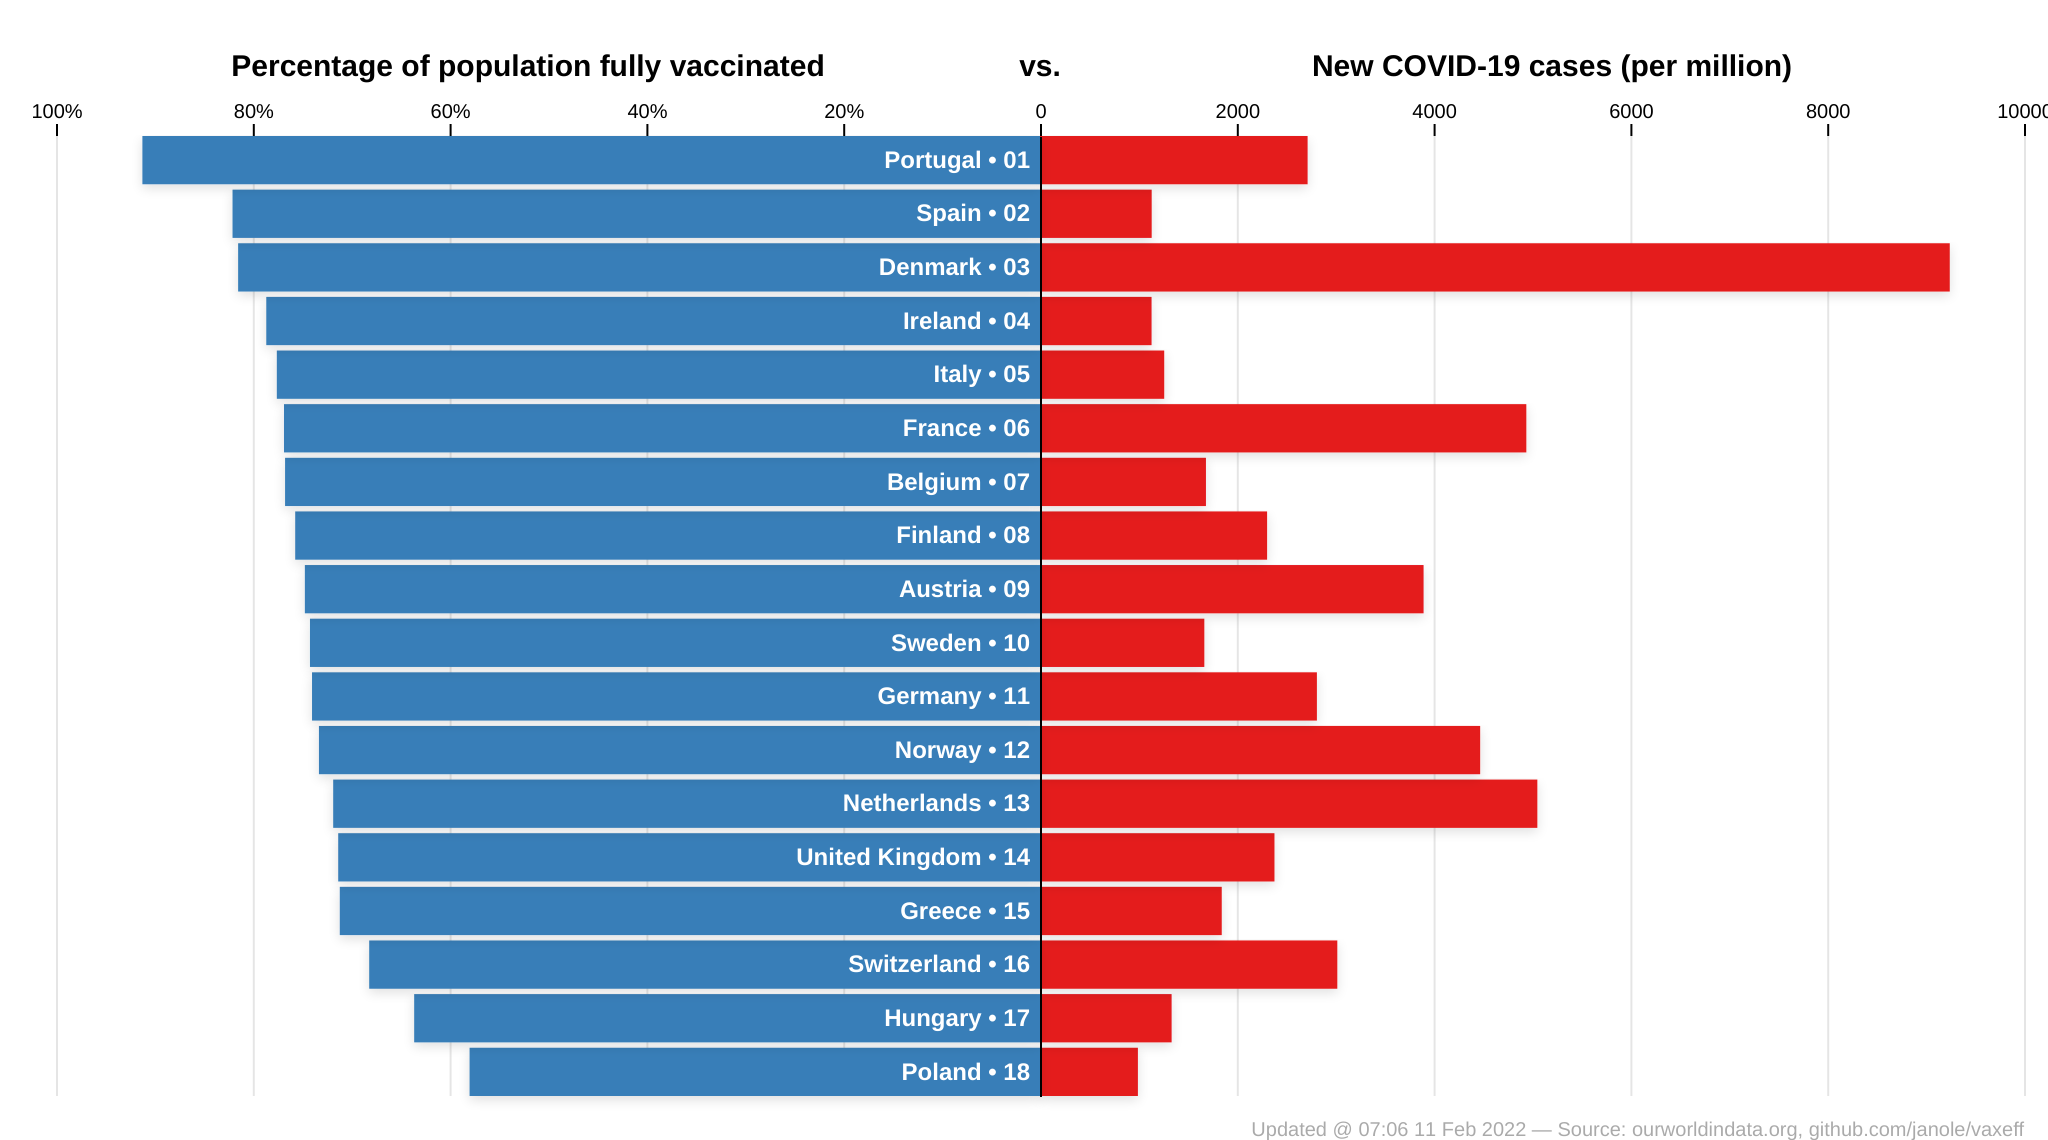 Percentage of population fully vaccinated vs. New COVID-19 cases (per million)
100% 80% 60% 40% 20% 0 2000 4000 6000 8000 10000
Portugal • 01
Spain • 02
Denmark • 03
Ireland • 04
Italy • 05
France • 06
Belgium • 07
Finland • 08
Austria • 09
Sweden • 10
Germany • 11
Norway • 12
Netherlands • 13
United Kingdom • 14
Greece • 15
Switzerland • 16
Hungary • 17
Poland • 18
Updated @ 07:06 11 Feb 2022 — Source: ourworldindata.org, github.com/janole/vaxeff